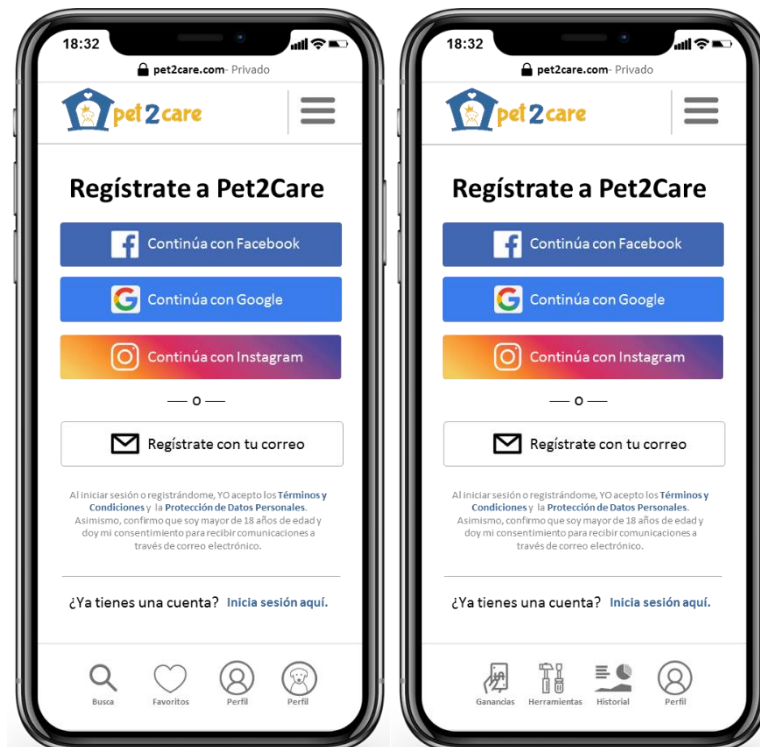 18:32
pet2care.com- Privado
pet 2 care
Regístrate a Pet2Care
Continúa con Facebook
Continúa con Google
Continúa con Instagram
o
Regístrate con tu correo
Al iniciar sesión o registrándome, YO acepto los Términos y
Condiciones y la Protección de Datos Personales.
Asimismo, confirmo que soy mayor de 18 años de edad y
doy mi consentimiento para recibir comunicaciones a
través de correo electrónico.
¿Ya tienes una cuenta? Inicia sesión aquí.
Busca Favoritos Perfil Perfil
18:32
pet2care.com- Privado
pet 2 care
Regístrate a Pet2Care
Continúa con Facebook
Continúa con Google
Continúa con Instagram
o
Regístrate con tu correo
Al iniciar sesión o registrándome, YO acepto los Términos y
Condiciones y la Protección de Datos Personales.
Asimismo, confirmo que soy mayor de 18 años de edad y
doy mi consentimiento para recibir comunicaciones a
través de correo electrónico.
¿Ya tienes una cuenta? Inicia sesión aquí.
Ganancias Herramientas Historial Perfil